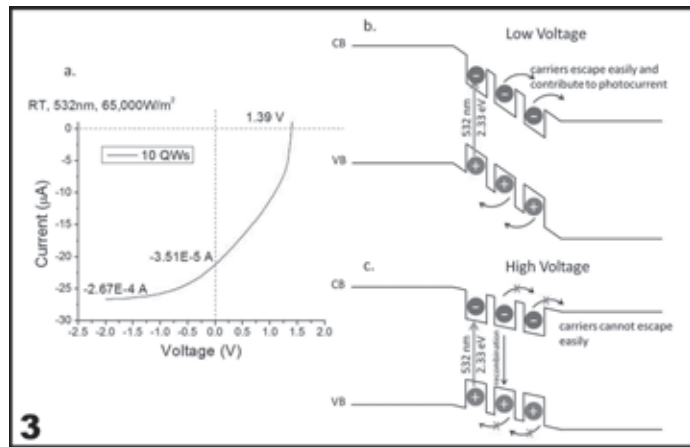 a.
RT, 532nm, 65,000W/m²
1.39 V
10 QWs
-3.51E-5 A
-2.67E-4 A
0
-5
-10
-15
-20
-25
-30
Current (μA)
-2.5 -2.0 -1.5 -1.0 -0.5 0.0 0.5 1.0 1.5 2.0
Voltage (V)
b.
Low Voltage
CB
carriers escape easily and
contribute to photocurrent
532 nm
2.33 eV
VB
c.
High Voltage
CB
carriers cannot escape
easily
532 nm
2.33 eV
recombination
VB
3